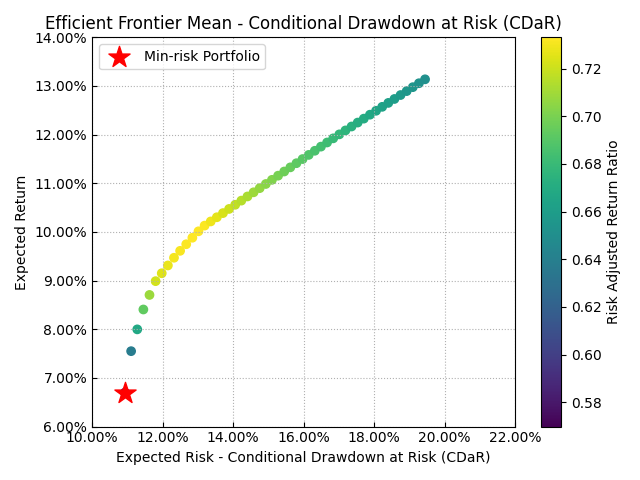 Efficient Frontier Mean - Conditional Drawdown at Risk (CDaR)
Min-risk Portfolio
Expected Return
14.00%
13.00%
12.00%
11.00%
10.00%
9.00%
8.00%
7.00%
6.00%
10.00% 12.00% 14.00% 16.00% 18.00% 20.00% 22.00%
Expected Risk - Conditional Drawdown at Risk (CDaR)
0.72
0.70
0.68
0.66
0.64
0.62
0.60
0.58
Risk Adjusted Return Ratio